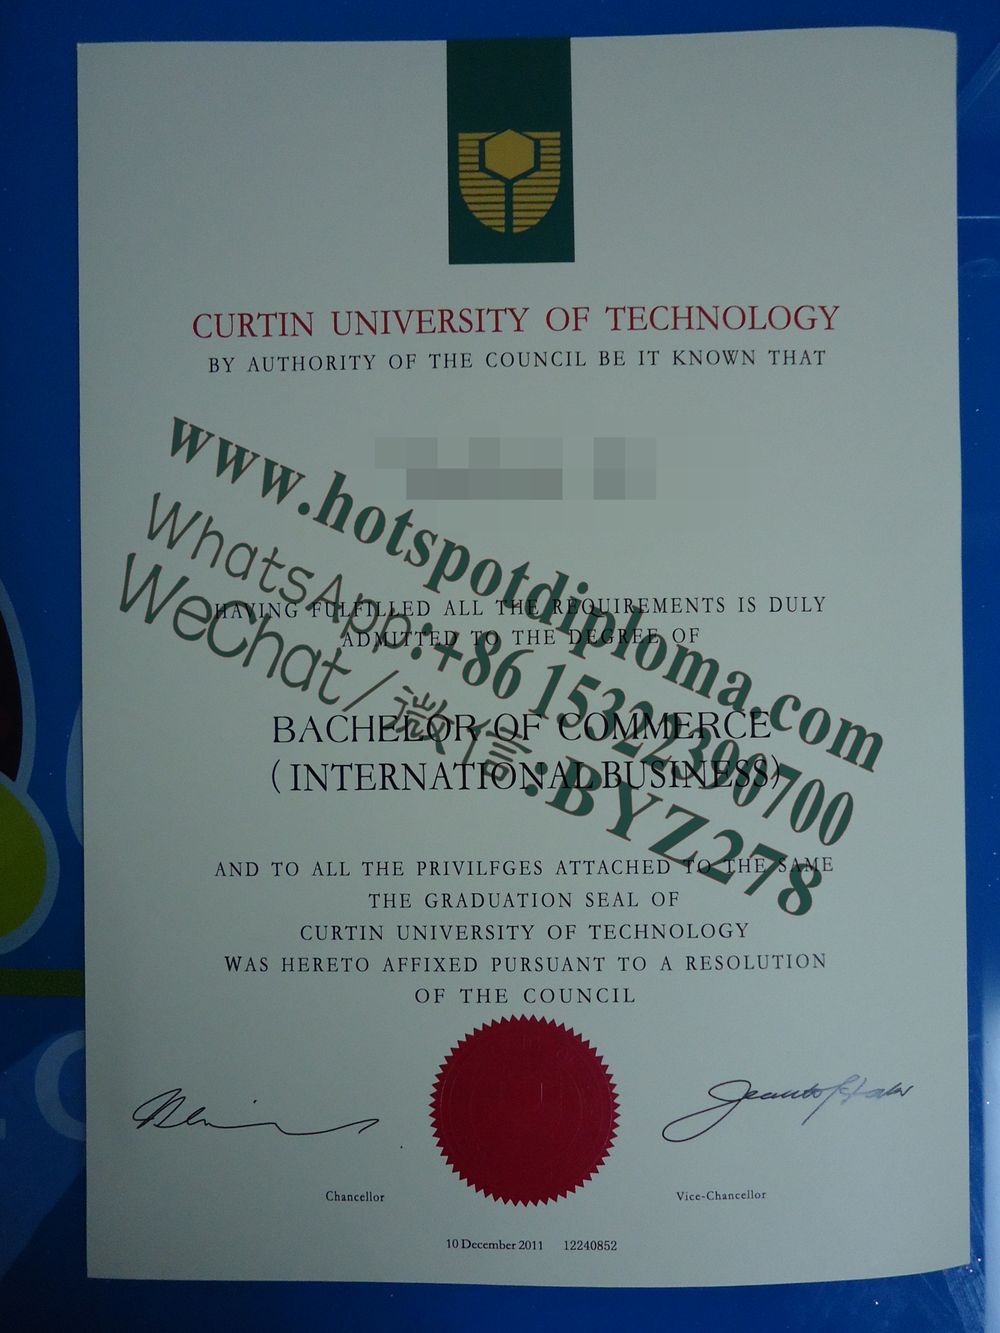 CURTIN UNIVERSITY OF TECHNOLOGY
BY AUTHORITY OF THE COUNCIL BE IT KNOWN THAT
www.hotspotdiploma.com
WhatsApp:+86 15322390700
WeChat/微信:BYZ278
HAVING FULFILLED ALL THE REQUIREMENTS IS DULY
ADMITTED TO THE DEGREE OF
BACHELOR OF COMMERCE
(INTERNATIONAL BUSINESS)
AND TO ALL THE PRIVILFGES ATTACHED TO THE SAME
THE GRADUATION SEAL OF
CURTIN UNIVERSITY OF TECHNOLOGY
WAS HERETO AFFIXED PURSUANT TO A RESOLUTION
OF THE COUNCIL
Chancellor
Vice-Chancellor
10 December 2011 12240852